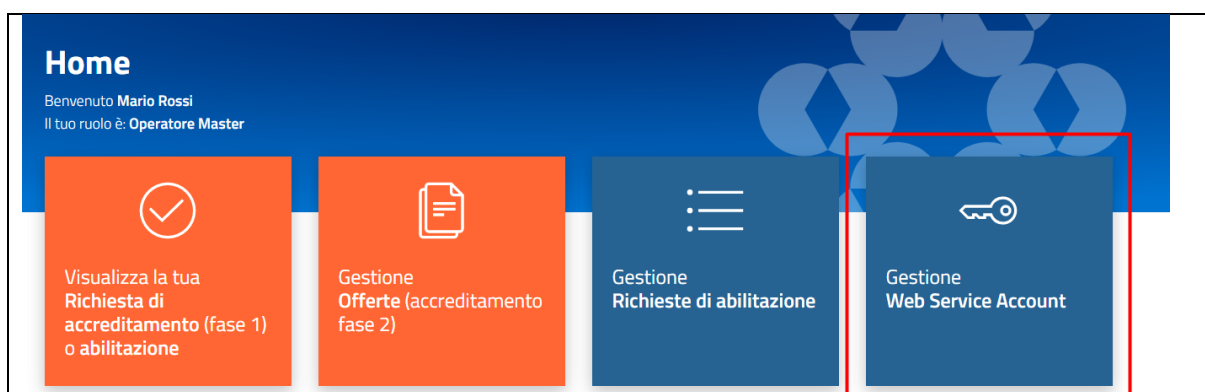 Home
Benvenuto Mario Rossi
Il tuo ruolo è: Operatore Master
Visualizza la tua
Richiesta di
accreditamento (fase 1)
o abilitazione
Gestione
Offerte (accreditamento
fase 2)
Gestione
Richieste di abilitazione
Gestione
Web Service Account